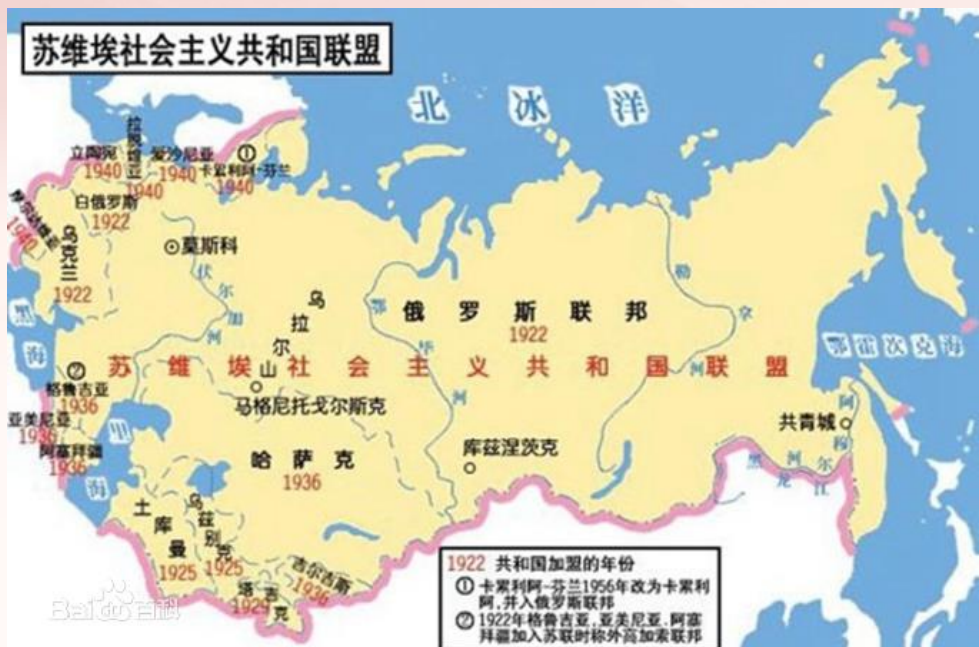 苏维埃社会主义共和国联盟
北冰洋
立陶宛
1940
拉脱维亚
1940
爱沙尼亚
1940
①
卡累利阿-芬兰
1940
摩尔达维亚
1940
白俄罗斯
1922
乌克兰
1922
莫斯科
伏尔加河
乌拉尔山
鄂毕河
俄罗斯联邦
1922
勒拿河
鄂霍次克海
黑海
苏维埃社会主义共和国联盟
②
格鲁吉亚
1936
亚美尼亚
1936
阿塞拜疆
1936
里海
马格尼托戈尔斯克
哈萨克
1936
库兹涅茨克
共青城
阿穆尔河
黑龙江
土库曼
1925
乌兹别克
1925
塔吉克
1929
吉尔吉斯
1936
1922 共和国加盟的年份
①卡累利阿-芬兰1956年改为卡累利
阿,并入俄罗斯联邦
②1922年格鲁吉亚.亚美尼亚.阿塞
拜疆加入苏联时称外高加索联邦
Bai百科